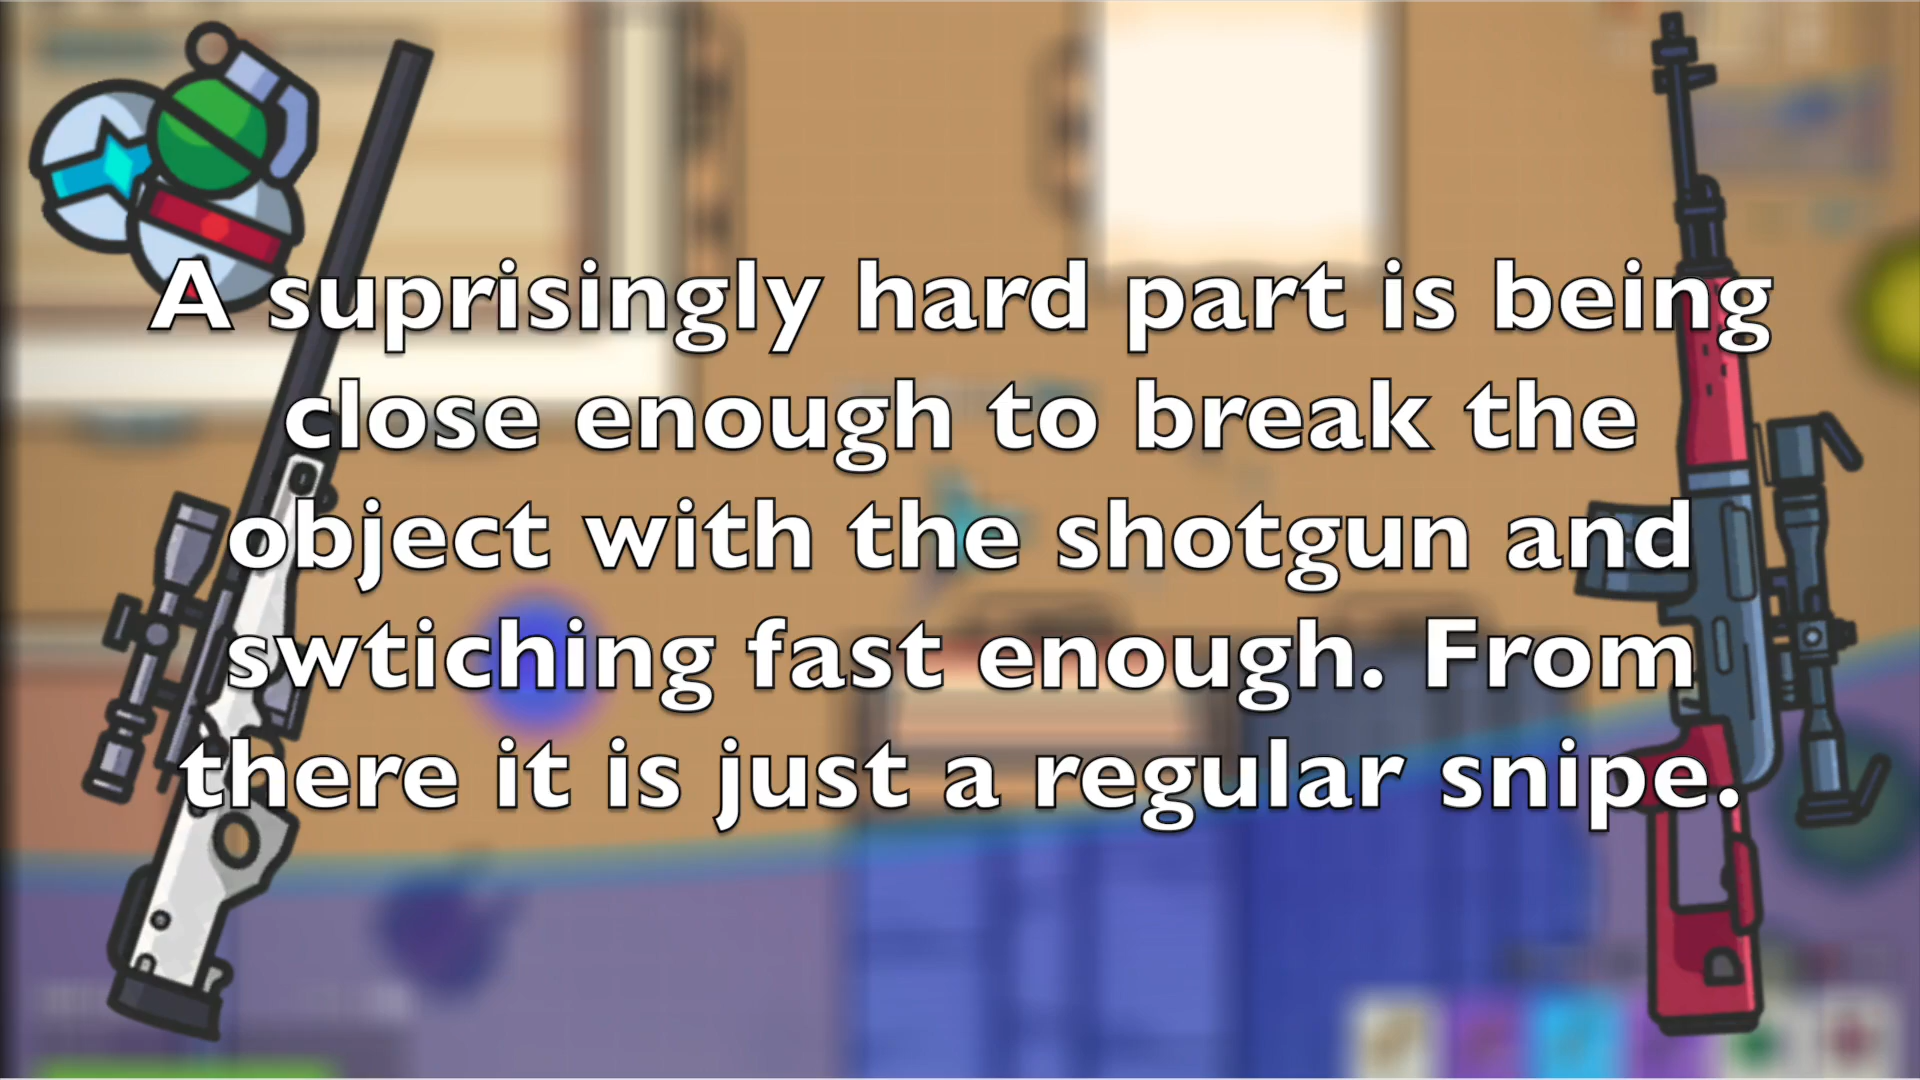 A suprisingly hard part is being
close enough to break the
object with the shotgun and
swtiching fast enough. From
there it is just a regular snipe.